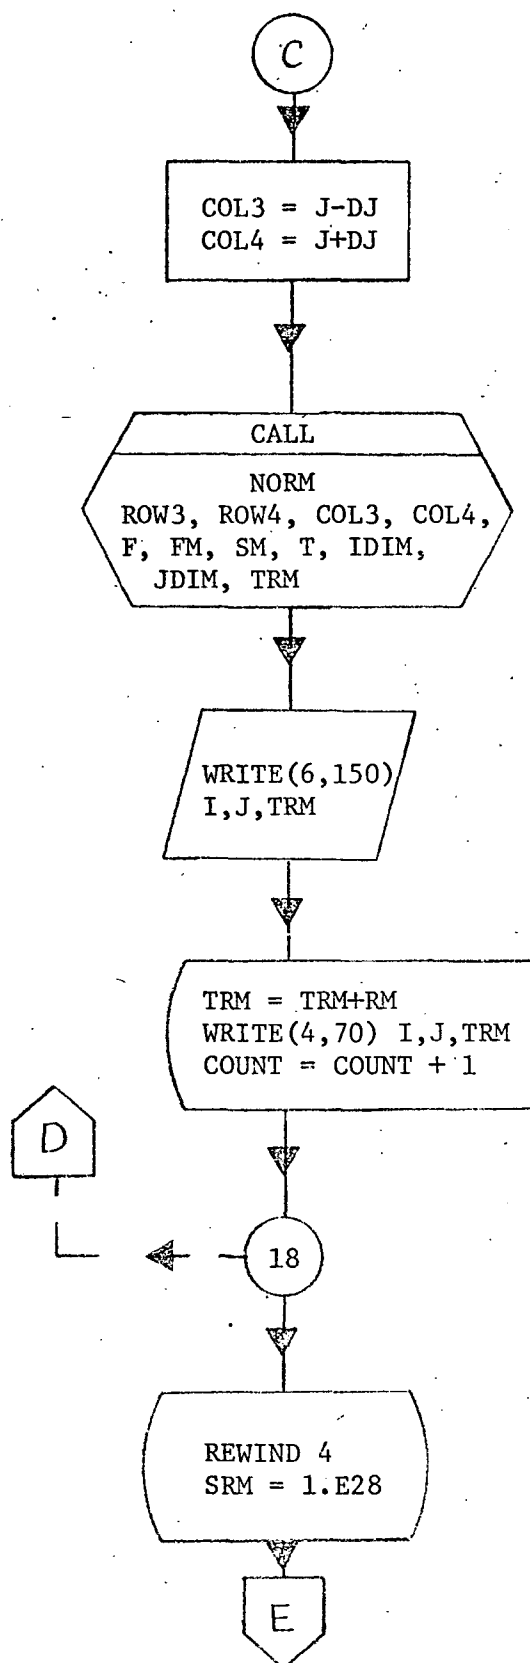 C
COL3 = J-DJ
COL4 = J+DJ
CALL
NORM
ROW3, ROW4, COL3, COL4,
F, FM, SM, T, IDIM,
JDIM, TRM
WRITE(6,150)
I,J,TRM
TRM = TRM+RM
WRITE(4,70) I,J,TRM
COUNT = COUNT + 1
D
18
REWIND 4
SRM = 1.E28
E